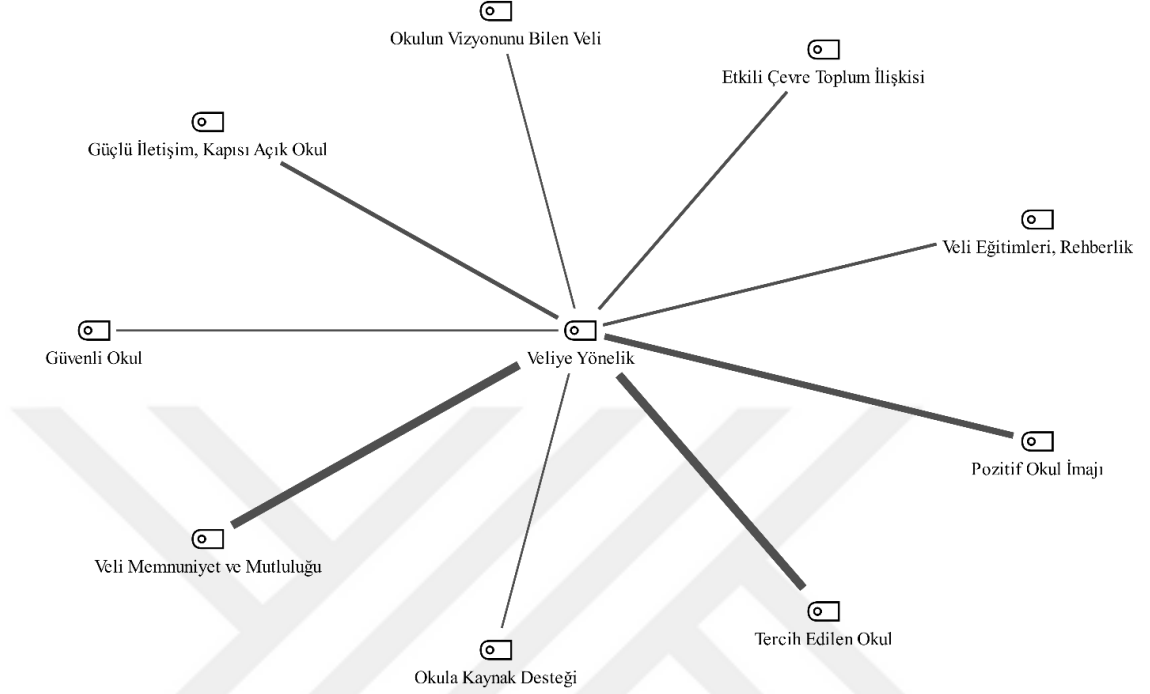 Okulun Vizyonunu Bilen Veli
Etkili Çevre Toplum İlişkisi
Güçlü İletişim, Kapısı Açık Okul
Veli Eğitimleri, Rehberlik
Güvenli Okul
Veliye Yönelik
Pozitif Okul İmajı
Veli Memnuniyet ve Mutluluğu
Tercih Edilen Okul
Okula Kaynak Desteği